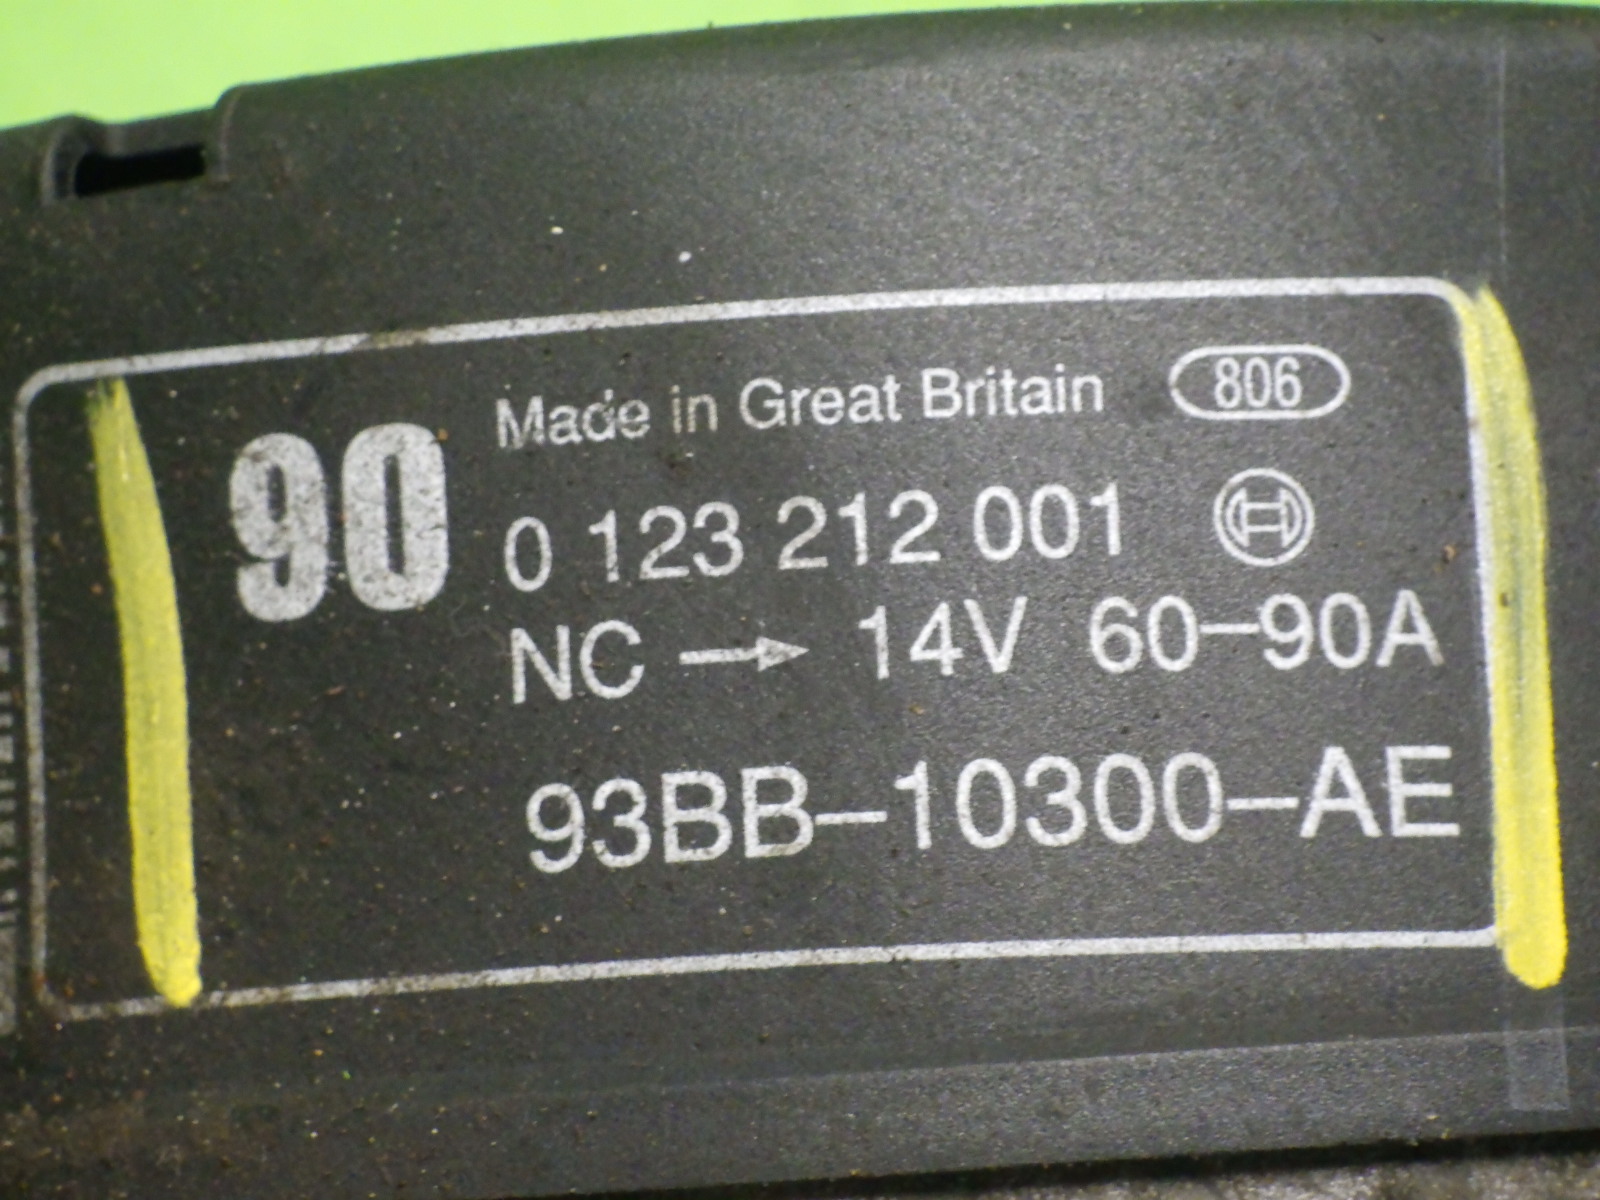 Made in Great Britain 806
90
0 123 212 001
NC → 14V 60–90A
93BB–10300–AE